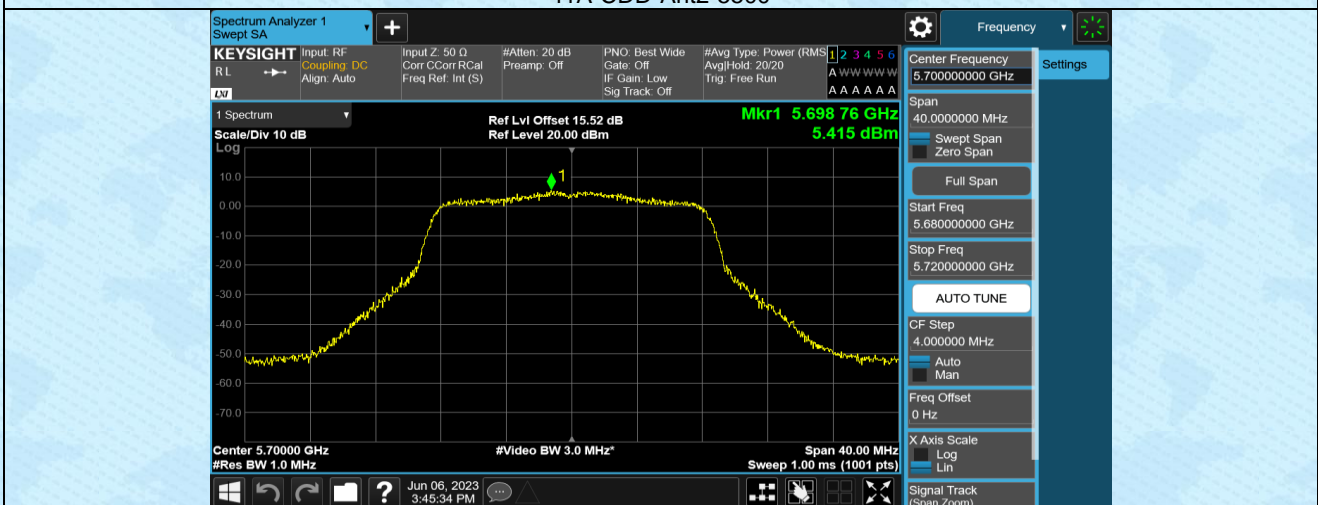 Spectrum Analyzer 1
Swept SA
Frequency
KEYSIGHT
R L
LXI
Input: RF
Coupling: DC
Align: Auto
Input Z: 50 Ω
Corr CCorr RCal
Freq Ref: Int (S)
#Atten: 20 dB
Preamp: Off
PNO: Best Wide
Gate: Off
IF Gain: Low
Sig Track: Off
#Avg Type: Power (RMS
Avg|Hold: 20/20
Trig: Free Run
1 2 3 4 5 6
A W W W W W
A A A A A A
1 Spectrum
Scale/Div 10 dB
Log
Ref Lvl Offset 15.52 dB
Ref Level 20.00 dBm
Mkr1 5.698 76 GHz
5.415 dBm
1
10.0
0.00
-10.0
-20.0
-30.0
-40.0
-50.0
-60.0
-70.0
Center 5.70000 GHz
#Res BW 1.0 MHz
#Video BW 3.0 MHz*
Span 40.00 MHz
Sweep 1.00 ms (1001 pts)
?
Jun 06, 2023
3:45:34 PM
Center Frequency
5.700000000 GHz
Settings
Span
40.0000000 MHz
Swept Span
Zero Span
Full Span
Start Freq
5.680000000 GHz
Stop Freq
5.720000000 GHz
AUTO TUNE
CF Step
4.000000 MHz
Auto
Man
Freq Offset
0 Hz
X Axis Scale
Log
Lin
Signal Track
(Span Zoom)